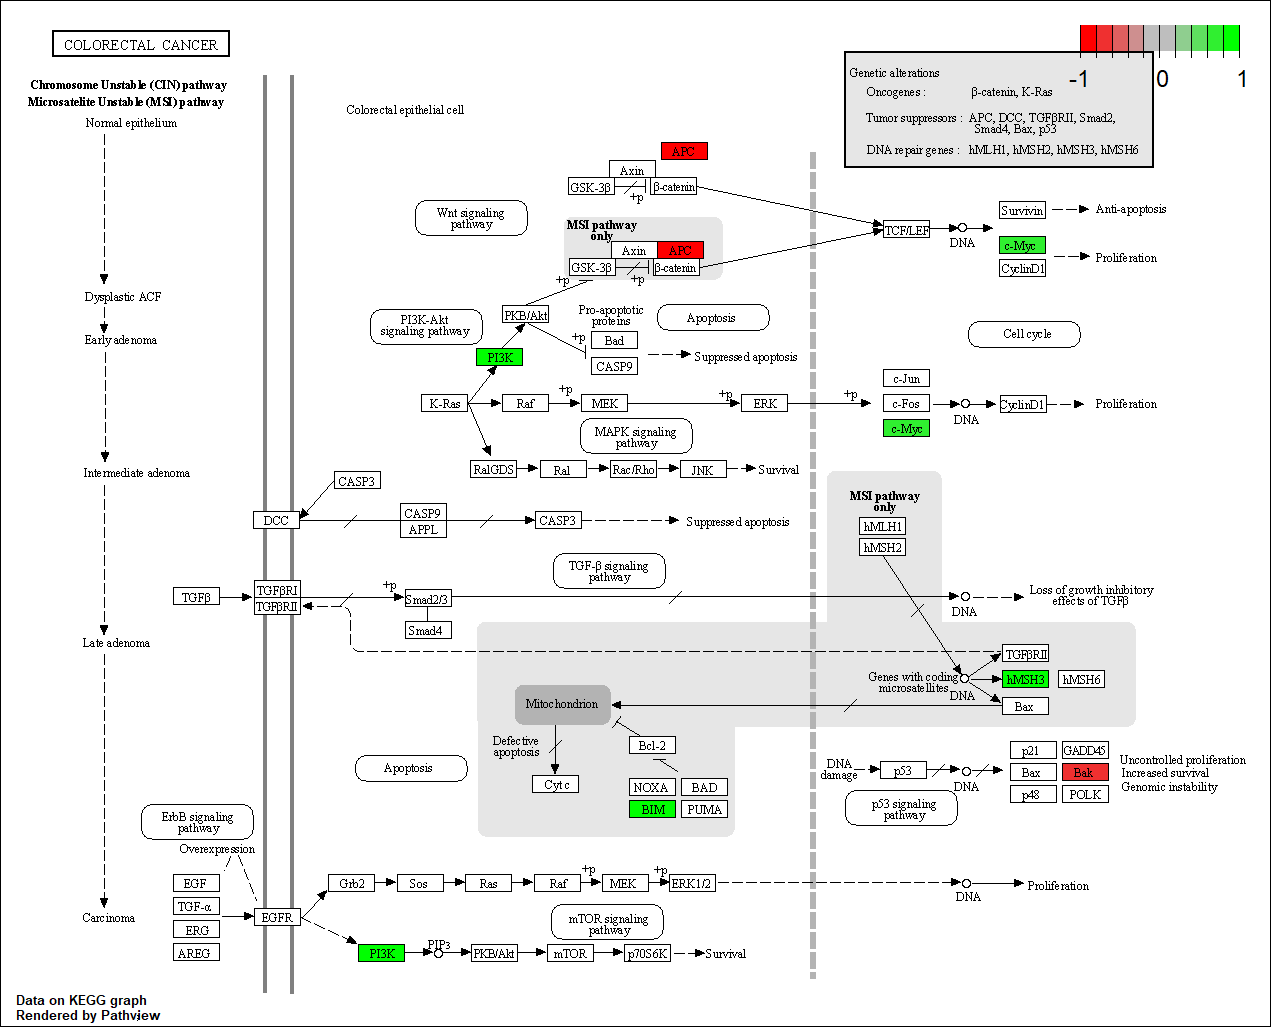 COLORECTAL CANCER
-1
0
1
Genetic alterations
Oncogenes : β-catenin, K-Ras
Tumor suppressors : APC, DCC, TGFβRII, Smad2,
Smad4, Bax, p53
DNA repair genes : hMLH1, hMSH2, hMSH3, hMSH6
Chromosome Unstable (CIN) pathway
Microsatelite Unstable (MSI) pathway
Normal epithelium
Colorectal epithelial cell
APC
Axin
GSK-3β
β-catenin
+p
Wnt signaling
pathway
MSI pathway
only
Axin
APC
GSK-3β
β-catenin
+p
+p
TCF/LEF
DNA
Survivin
Anti-apoptosis
c-Myc
CyclinD1
Proliferation
Dysplastic ACF
Early adenoma
PI3K-Akt
signaling pathway
PKB/Akt
Pro-apoptotic
proteins
+p
Bad
CASP9
Apoptosis
Suppressed apoptosis
Cell cycle
PI3K
K-Ras
Raf
+p
MEK
+p
ERK
+p
c-Jun
c-Fos
c-Myc
DNA
CyclinD1
Proliferation
MAPK signaling
pathway
Intermediate adenoma
RalGDS
Ral
Rac/Rho
JNK
Survival
CASP3
DCC
CASP9
APPL
CASP3
Suppressed apoptosis
MSI pathway
only
hMLH1
hMSH2
TGF-β signaling
pathway
TGFβ
TGFβRI
TGFβRII
+p
Smad2/3
Smad4
DNA
Loss of growth inhibitory
effects of TGFβ
Late adenoma
TGFβRII
Genes with coding
microsatellites
DNA
hMSH3
hMSH6
Bax
Mitochondrion
Defective
apoptosis
Bcl-2
Cytc
NOXA
BAD
BIM
PUMA
Apoptosis
DNA
damage
p53
DNA
p21
GADD45
Bax
Bak
p48
POLK
Uncontrolled proliferation
Increased survival
Genomic instability
p53 signaling
pathway
ErbB signaling
pathway
Overexpression
EGF
TGF-α
ERG
AREG
EGFR
Carcinoma
Grb2
Sos
Ras
Raf
+p
MEK
+p
ERK1/2
DNA
Proliferation
mTOR signaling
pathway
PI3K
PIP3
PKB/Akt
mTOR
p70S6K
Survival
Data on KEGG graph
Rendered by Pathview